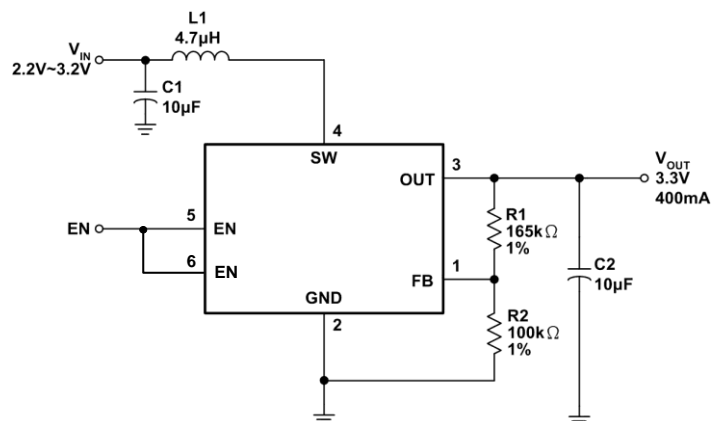 L1
4.7µH
VIN
2.2V~3.2V
C1
10µF
4
SW
3
OUT
VOUT
3.3V
400mA
R1
165kΩ
1%
EN
5
EN
6
EN
1
FB
C2
10µF
GND
2
R2
100kΩ
1%